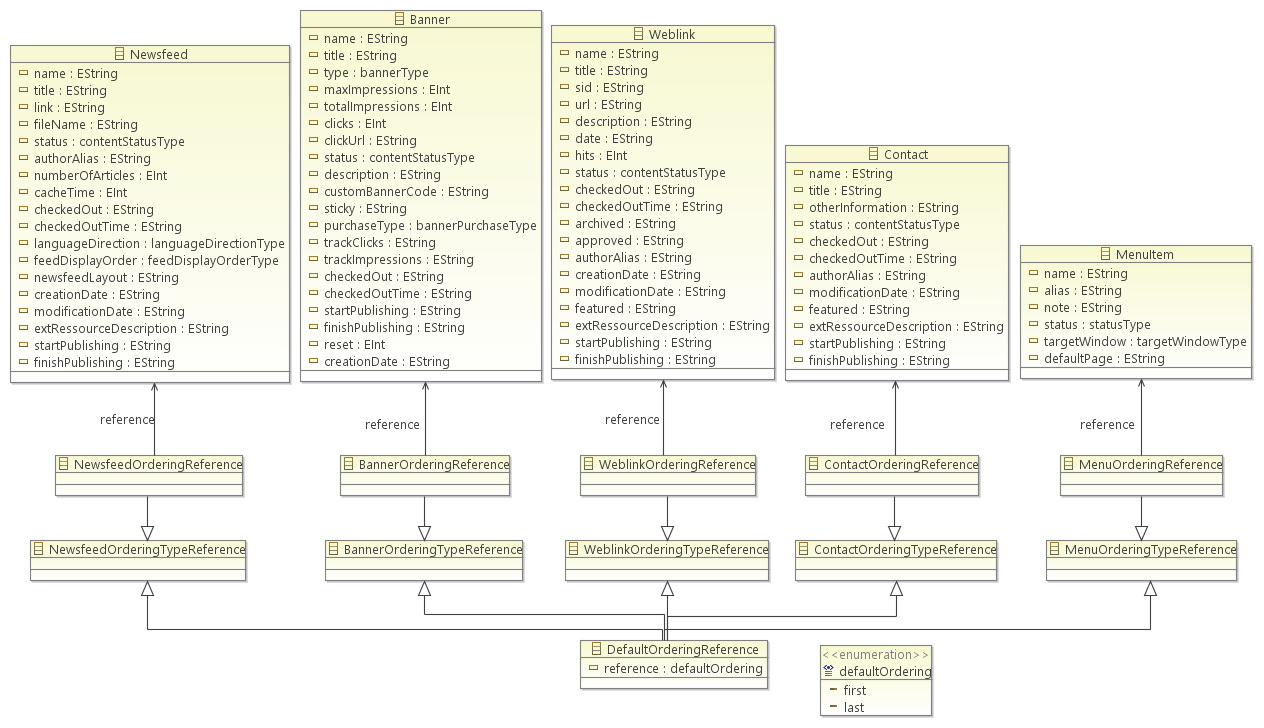 Newsfeed
name : EString
title : EString
link : EString
fileName : EString
status : contentStatusType
authorAlias : EString
numberOfArticles : EInt
cacheTime : EInt
checkedOut : EString
checkedOutTime : EString
languageDirection : languageDirectionType
feedDisplayOrder : feedDisplayOrderType
newsfeedLayout : EString
creationDate : EString
modificationDate : EString
extRessourceDescription : EString
startPublishing : EString
finishPublishing : EString
Banner
name : EString
title : EString
type : bannerType
maxImpressions : EInt
totalImpressions : EInt
clicks : EInt
clickUrl : EString
status : contentStatusType
description : EString
customBannerCode : EString
sticky : EString
purchaseType : bannerPurchaseType
trackClicks : EString
trackImpressions : EString
checkedOut : EString
checkedOutTime : EString
startPublishing : EString
finishPublishing : EString
reset : EInt
creationDate : EString
Weblink
name : EString
title : EString
sid : EString
url : EString
description : EString
date : EString
hits : EInt
status : contentStatusType
checkedOut : EString
checkedOutTime : EString
archived : EString
approved : EString
authorAlias : EString
creationDate : EString
modificationDate : EString
featured : EString
extRessourceDescription : EString
startPublishing : EString
finishPublishing : EString
Contact
name : EString
title : EString
otherInformation : EString
status : contentStatusType
checkedOut : EString
checkedOutTime : EString
authorAlias : EString
modificationDate : EString
featured : EString
extRessourceDescription : EString
startPublishing : EString
finishPublishing : EString
MenuItem
name : EString
alias : EString
note : EString
status : statusType
targetWindow : targetWindowType
defaultPage : EString
reference
reference
reference
reference
reference
NewsfeedOrderingReference
BannerOrderingReference
WeblinkOrderingReference
ContactOrderingReference
MenuOrderingReference
NewsfeedOrderingTypeReference
BannerOrderingTypeReference
WeblinkOrderingTypeReference
ContactOrderingTypeReference
MenuOrderingTypeReference
DefaultOrderingReference
reference : defaultOrdering
<<enumeration>>
defaultOrdering
first
last